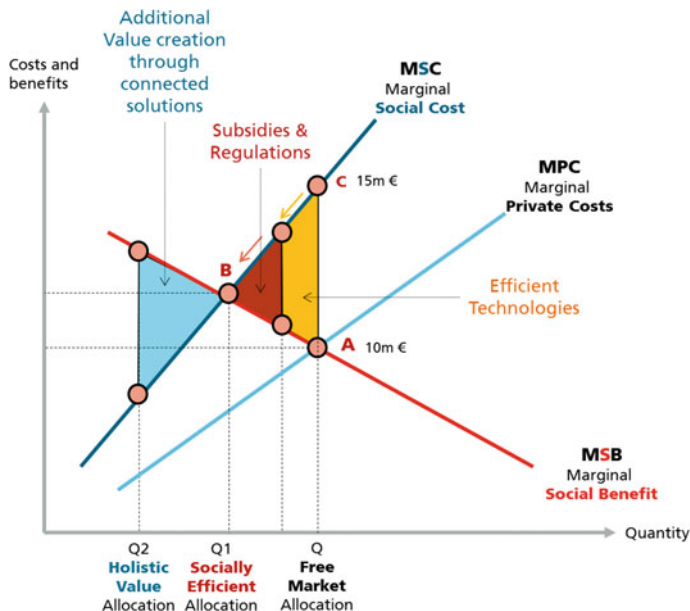 Additional
Value creation
through
connected
solutions
Costs and
benefits
MSC
Marginal
Social Cost
Subsidies &
Regulations
C 15m €
MPC
Marginal
Private Costs
B
Efficient
Technologies
A 10m €
MSB
Marginal
Social Benefit
Quantity
Q2
Holistic
Value
Allocation
Q1
Socially
Efficient
Allocation
Q
Free
Market
Allocation